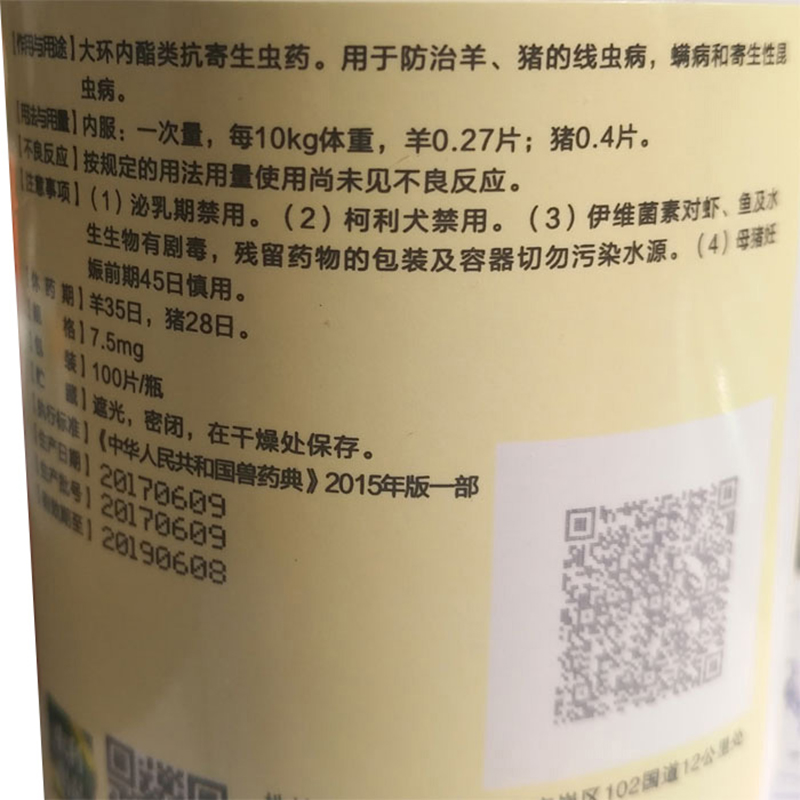 【作用与用途】大环内酯类抗寄生虫药。用于防治羊、猪的线虫病，螨病和寄生性昆
虫病。
【用法与用量】内服：一次量，每10kg体重，羊0.27片；猪0.4片。
【不良反应】按规定的用法用量使用尚未见不良反应。
【注意事项】（1）泌乳期禁用。（2）柯利犬禁用。（3）伊维菌素对虾、鱼及水
生生物有剧毒，残留药物的包装及容器切勿污染水源。（4）母猪妊
娠前期45日慎用。
休 药 期】羊35日，猪28日。
格】7.5mg
包 装】100片/瓶
贮 藏】遮光，密闭，在干燥处保存。
【执行标准】《中华人民共和国兽药典》2015年版一部
【生产日期】20170609
【生产批号】20170609
【有效期至】20190608
区102国道12公里处